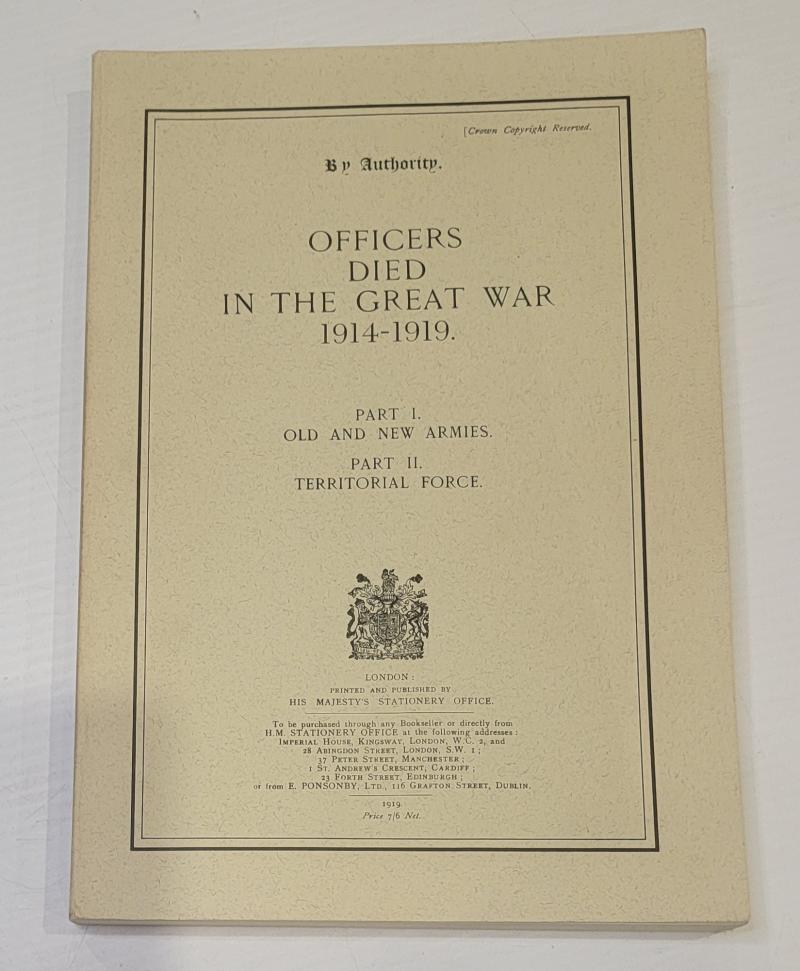 [Crown Copyright Reserved.
By Authority.
OFFICERS
DIED
IN THE GREAT WAR
1914-1919.
PART I.
OLD AND NEW ARMIES.
PART II.
TERRITORIAL FORCE.
LONDON:
PRINTED AND PUBLISHED BY
HIS MAJESTY'S STATIONERY OFFICE.
To be purchased through any Bookseller or directly from
H.M. STATIONERY OFFICE at the following addresses:
IMPERIAL HOUSE, KINGSWAY, LONDON, W.C. 2, and
28 ABINGDON STREET, LONDON, S.W. 1;
37 PETER STREET, MANCHESTER;
1 ST. ANDREW'S CRESCENT, CARDIFF;
23 FORTH STREET, EDINBURGH;
or from E. PONSONBY, LTD., 116 GRAFTON STREET, DUBLIN.
1919
Price 7/6 Net.